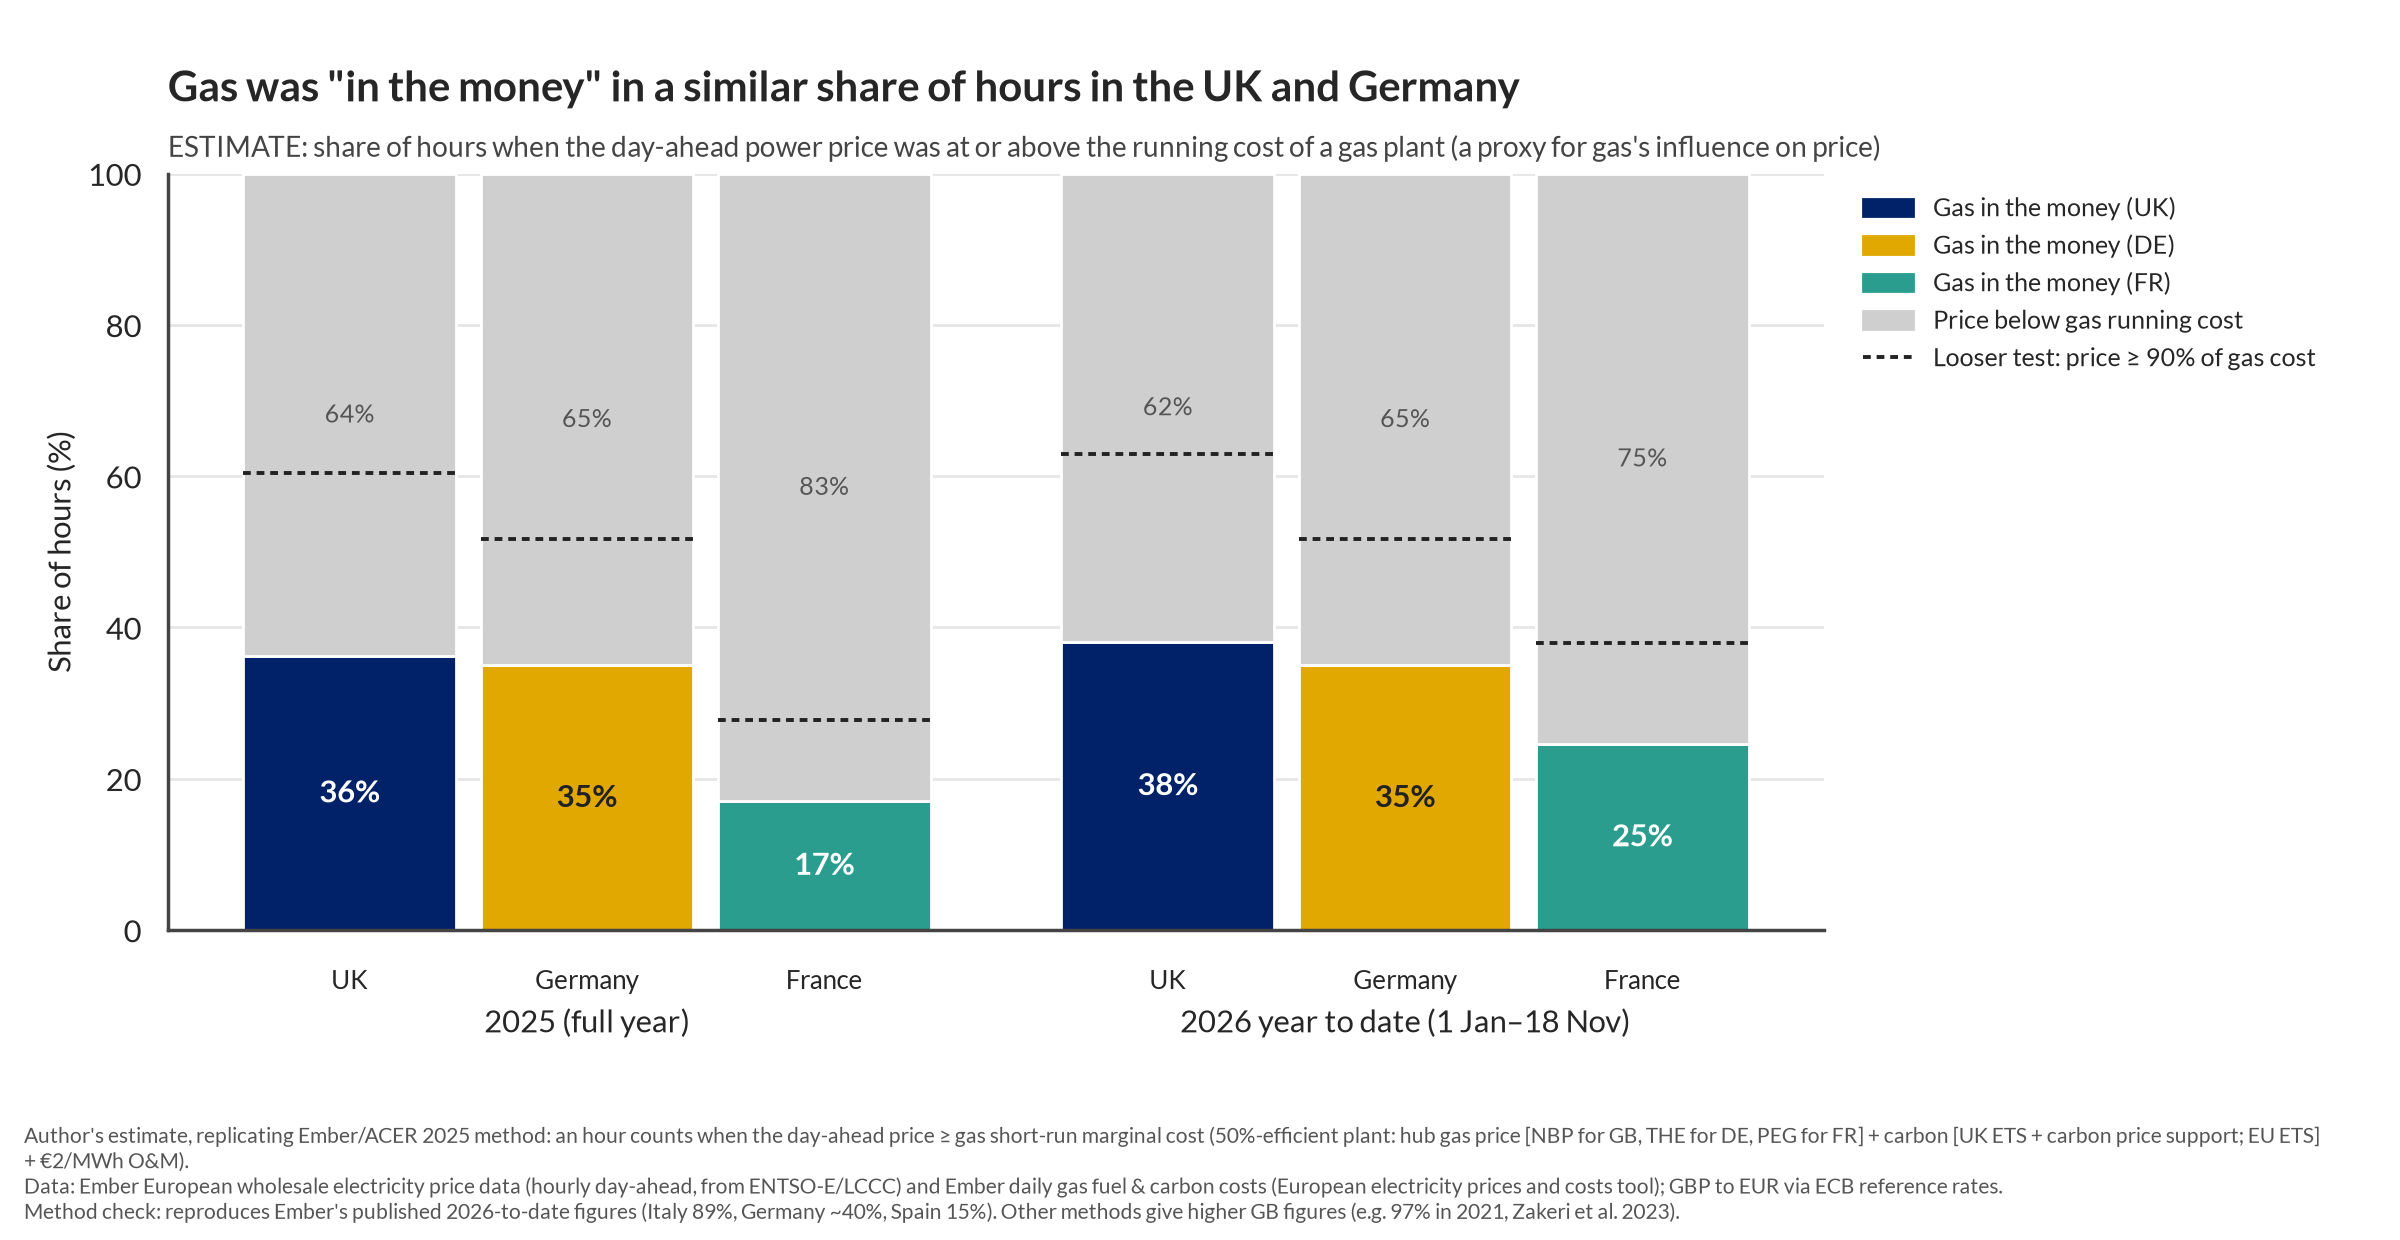 Gas was "in the money" in a similar share of hours in the UK and Germany
ESTIMATE: share of hours when the day-ahead power price was at or above the running cost of a gas plant (a proxy for gas's influence on price)
Share of hours (%)
100
80
60
40
20
0
64%
65%
83%
62%
65%
75%
36%
35%
17%
38%
35%
25%
UK
Germany
France
UK
Germany
France
2025 (full year)
2026 year to date (1 Jan–18 Nov)
Gas in the money (UK)
Gas in the money (DE)
Gas in the money (FR)
Price below gas running cost
Looser test: price ≥ 90% of gas cost
Author's estimate, replicating Ember/ACER 2025 method: an hour counts when the day-ahead price ≥ gas short-run marginal cost (50%-efficient plant: hub gas price [NBP for GB, THE for DE, PEG for FR] + carbon [UK ETS + carbon price support; EU ETS]
+ €2/MWh O&M).
Data: Ember European wholesale electricity price data (hourly day-ahead, from ENTSO-E/LCCC) and Ember daily gas fuel & carbon costs (European electricity prices and costs tool); GBP to EUR via ECB reference rates.
Method check: reproduces Ember's published 2026-to-date figures (Italy 89%, Germany ~40%, Spain 15%). Other methods give higher GB figures (e.g. 97% in 2021, Zakeri et al. 2023).